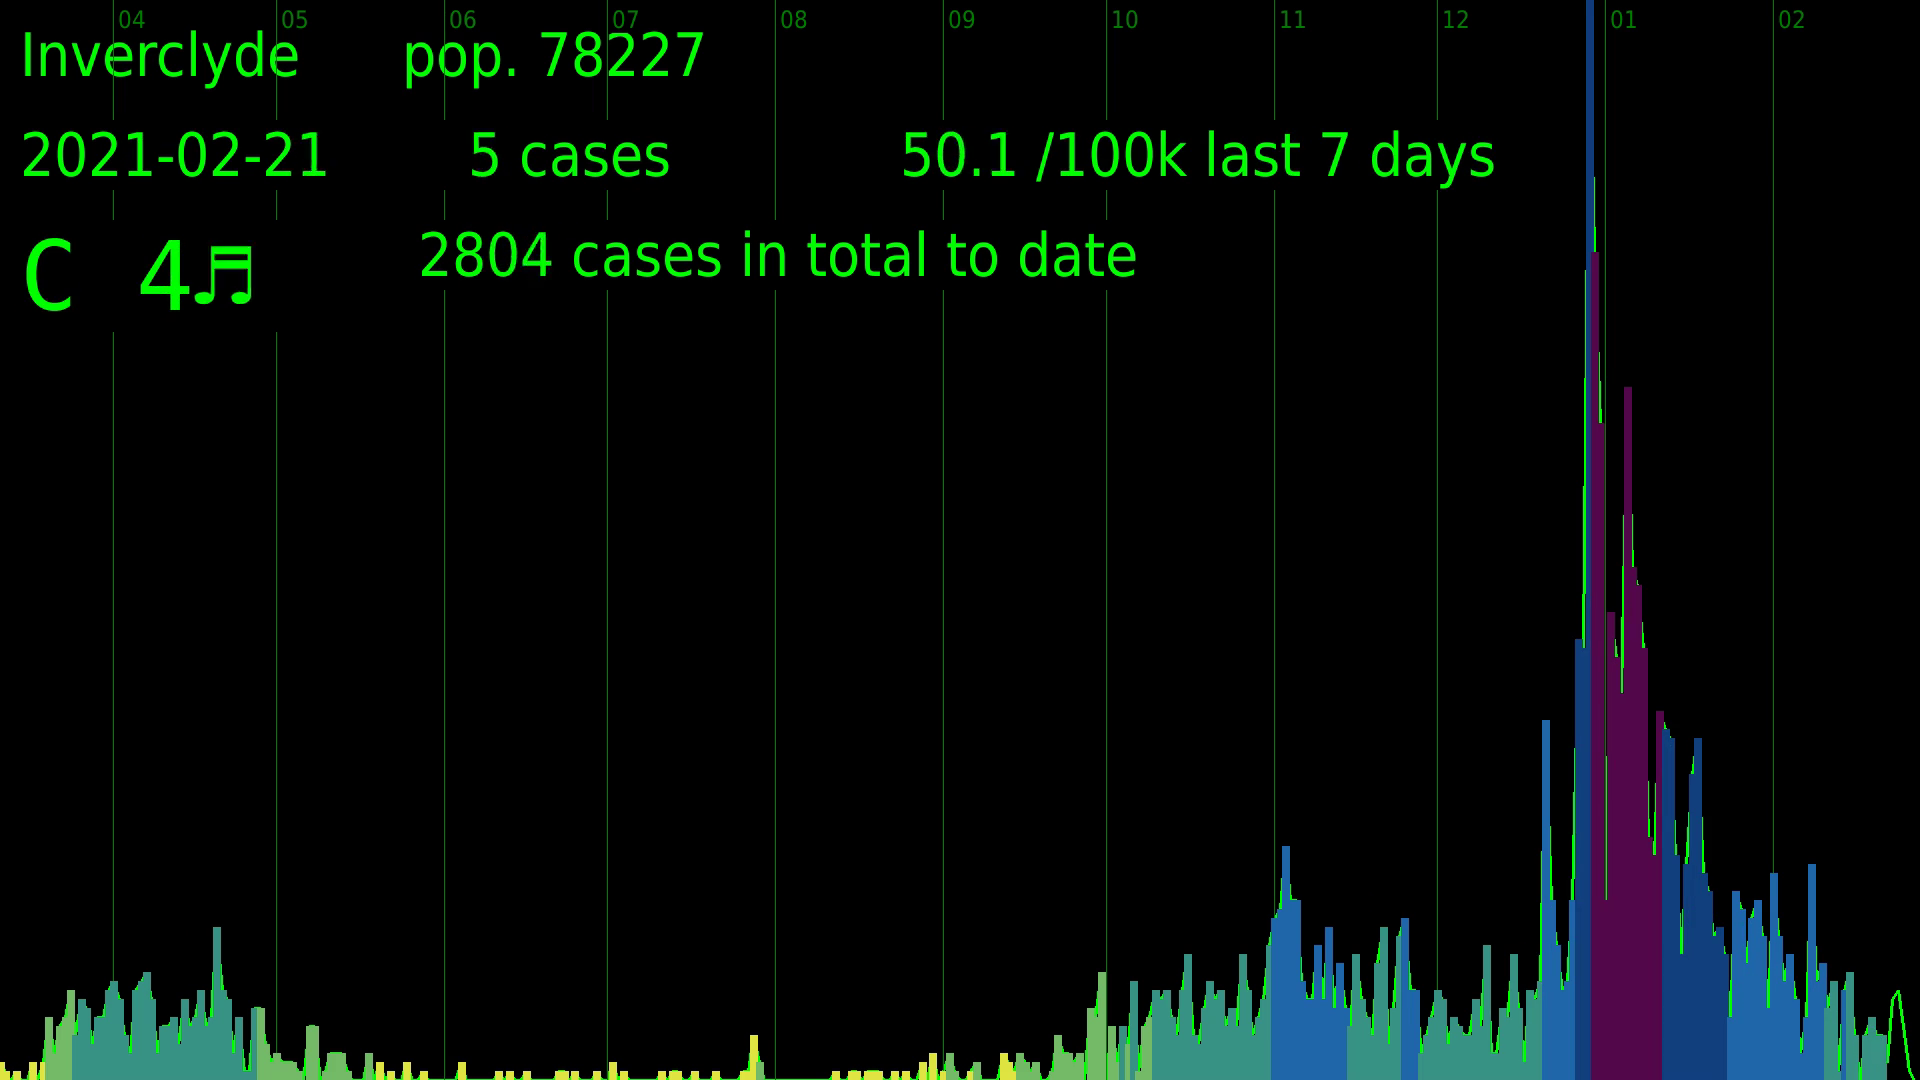 04 05 06 07 08 09 10 11 12 01 02
Inverclyde pop. 78227
2021-02-21 5 cases 50.1 /100k last 7 days
C 4♬ 2804 cases in total to date